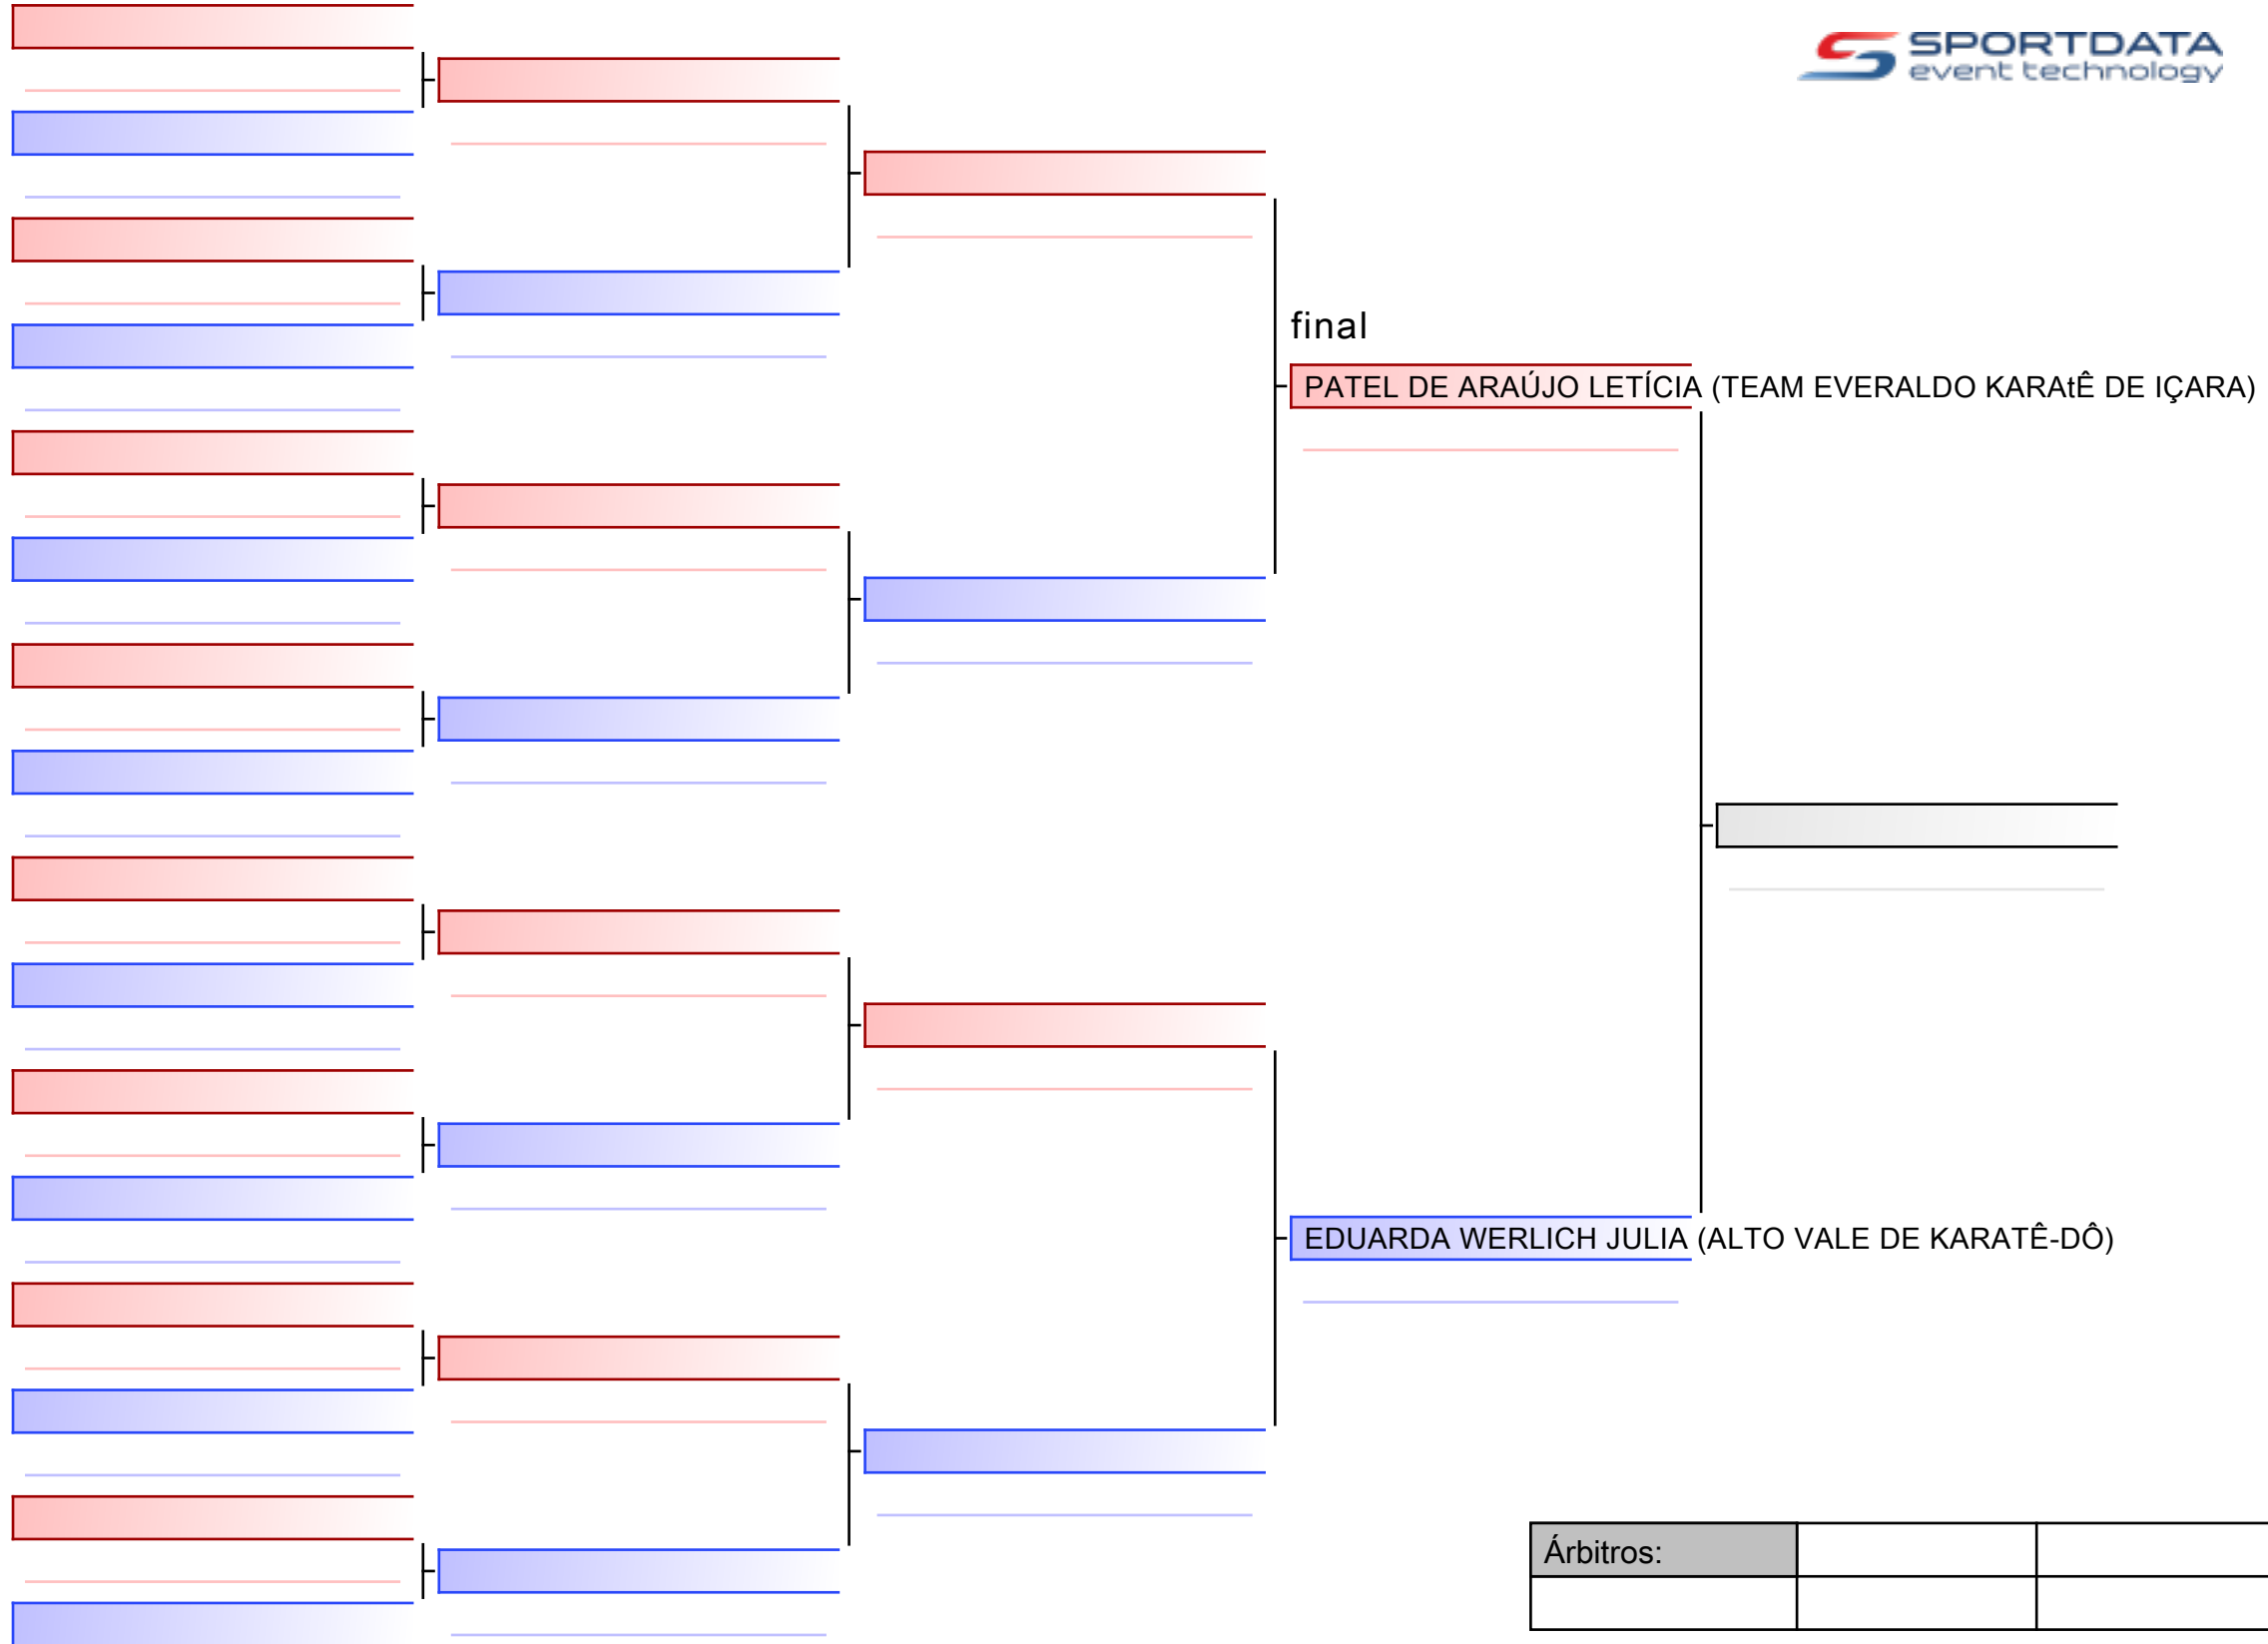 SPORTDATA
event technology
final
PATEL DE ARAÚJO LETÍCIA (TEAM EVERALDO KARAtÊ DE IÇARA)
EDUARDA WERLICH JULIA (ALTO VALE DE KARATÊ-DÔ)
Árbitros: